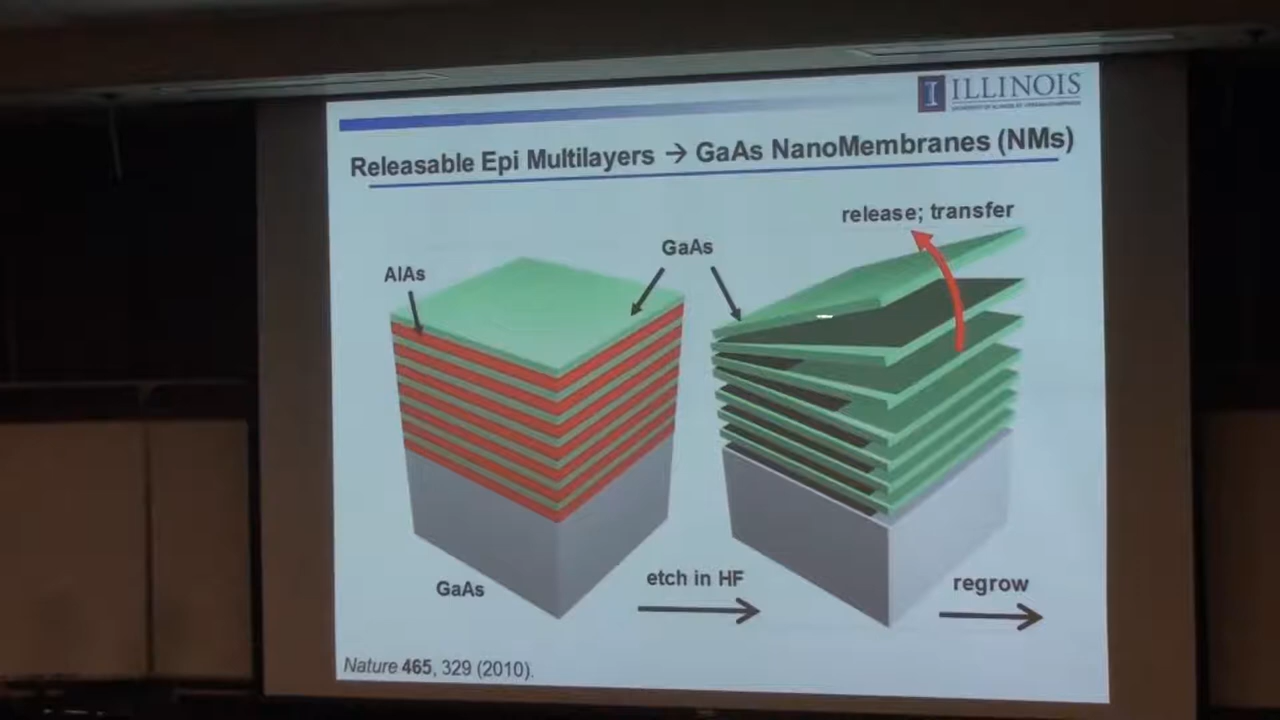 ILLINOIS
Releasable Epi Multilayers → GaAs NanoMembranes (NMs)
release; transfer
GaAs
AlAs
etch in HF
regrow
GaAs
Nature 465, 329 (2010).